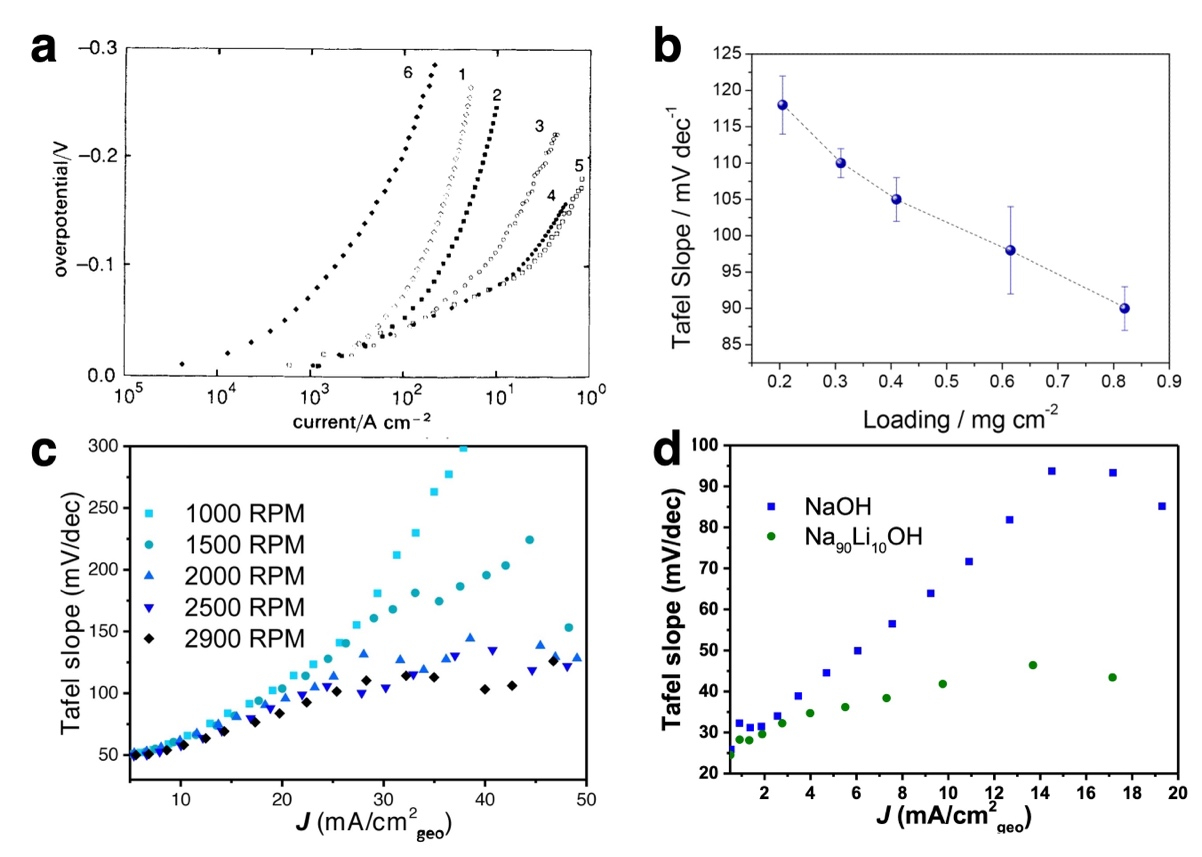 a
−0.3
−0.2
−0.1
0.0
overpotential/V
6
1
2
3
5
4
10⁵ 10⁴ 10³ 10² 10¹ 10⁰
current/A cm⁻²
b
125
120
115
110
105
100
95
90
85
Tafel Slope / mV dec⁻¹
0.2 0.3 0.4 0.5 0.6 0.7 0.8 0.9
Loading / mg cm⁻²
c
300
250
200
150
100
50
Tafel slope (mV/dec)
1000 RPM
1500 RPM
2000 RPM
2500 RPM
2900 RPM
10 20 30 40 50
J (mA/cm²geo)
d
100
90
80
70
60
50
40
30
20
Tafel slope (mV/dec)
NaOH
Na₉₀Li₁₀OH
2 4 6 8 10 12 14 16 18 20
J (mA/cm²geo)